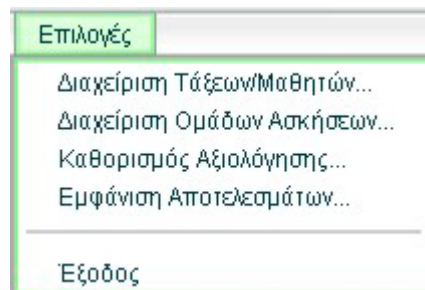 Επιλογές
Διαχείριση Τάξεων/Μαθητών...
Διαχείριση Ομάδων Ασκήσεων...
Καθορισμός Αξιολόγησης...
Εμφάνιση Αποτελεσμάτων...
Έξοδος